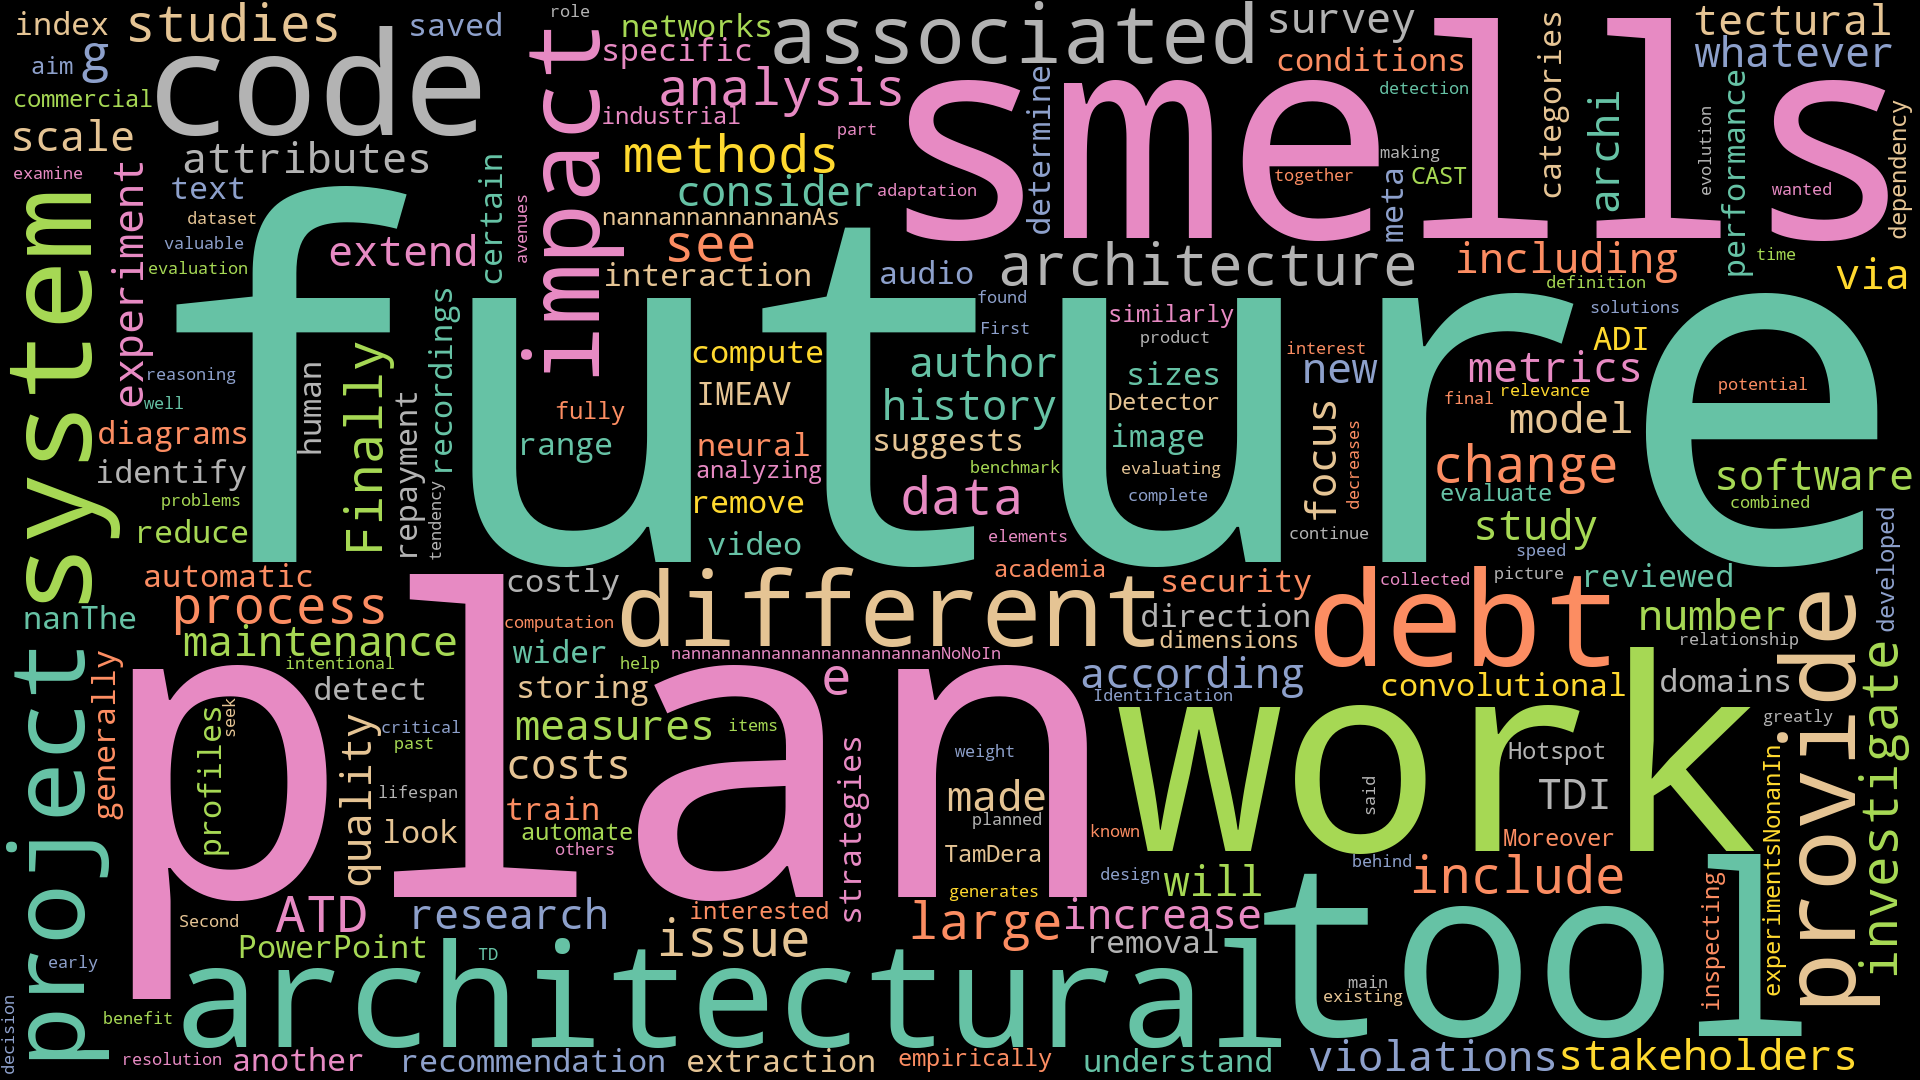 index
studies
saved
role
networks
associated
survey
tectural
aim
g
code
impact
specific
conditions
categories
whatever
commercial
analysis
smells
determine
detection
archi
performance
scale
industrial
part
evolution
dependency
attributes
methods
making
examine
experiment
text
certain
consider
adaptation
together
meta
CAST
wanted
system
dataset
avenues
nannannannannanAs
valuable
extend
see
architecture
including
time
evaluation
interaction
audio
definition
via
future
recordings
found
similarly
solutions
First
product
ADI
reasoning
human
Finally
compute
author
sizes
interest
new
metrics
potential
well
repayment
fully
IMEAV
history
Detector
final
relevance
model
diagrams
range
neural
suggests
image
focus
decreases
change
identify
analyzing
benchmark
evaluating
software
problems
tendency
remove
data
complete
evaluate
combined
reduce
video
elements
continue
study
speed
developed
automatic
costly
different
academia
security
debt
collected
picture
reviewed
nanThe
process
computation
direction
number
maintenance
wider
help
nannannannannannannannannanNoNoIn
dimensions
relationship
provide
project
generally
intentional
detect
storing
e
according
convolutional
domains
investigate
plan
profiles
seek
quality
critical
past
measures
items
Identification
work
greatly
costs
strategies
weight
Hotspot
experimentsNonanIn
lifespan
train
made
said
TDI
look
automate
planned
known
Moreover
others
TamDera
behind
tool
generates
design
will
include
inspecting
Second
ATD
research
interested
large
increase
PowerPoint
TD
issue
removal
early
architectural
main
existing
decision
benefit
resolution
another
recommendation
extraction
empirically
understand
violations
stakeholders